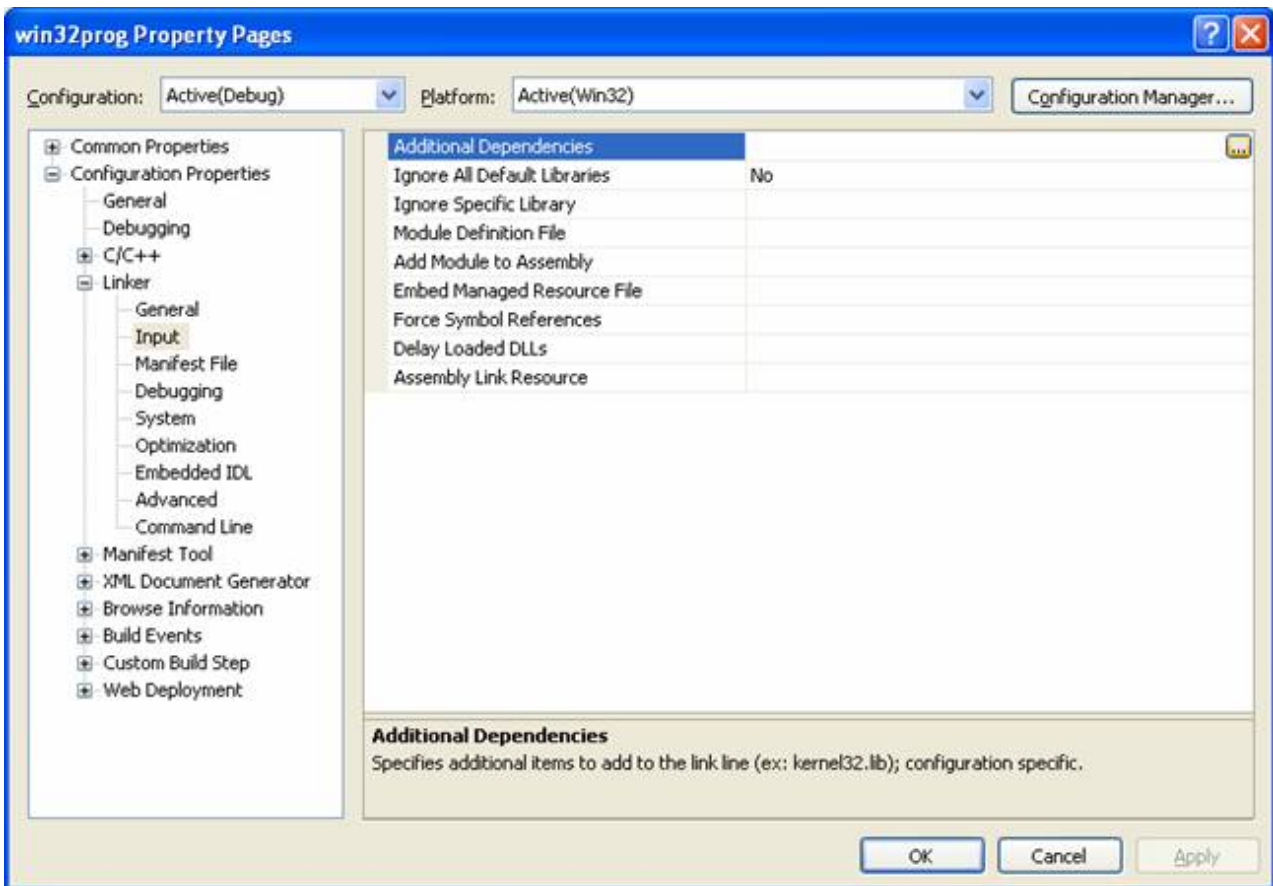 win32prog Property Pages
Configuration: Active(Debug) Platform: Active(Win32) Configuration Manager...
Common Properties
Configuration Properties
General
Debugging
C/C++
Linker
General
Input
Manifest File
Debugging
System
Optimization
Embedded IDL
Advanced
Command Line
Manifest Tool
XML Document Generator
Browse Information
Build Events
Custom Build Step
Web Deployment
Additional Dependencies ...
Ignore All Default Libraries No
Ignore Specific Library
Module Definition File
Add Module to Assembly
Embed Managed Resource File
Force Symbol References
Delay Loaded DLLs
Assembly Link Resource
Additional Dependencies
Specifies additional items to add to the link line (ex: kernel32.lib); configuration specific.
OK Cancel Apply